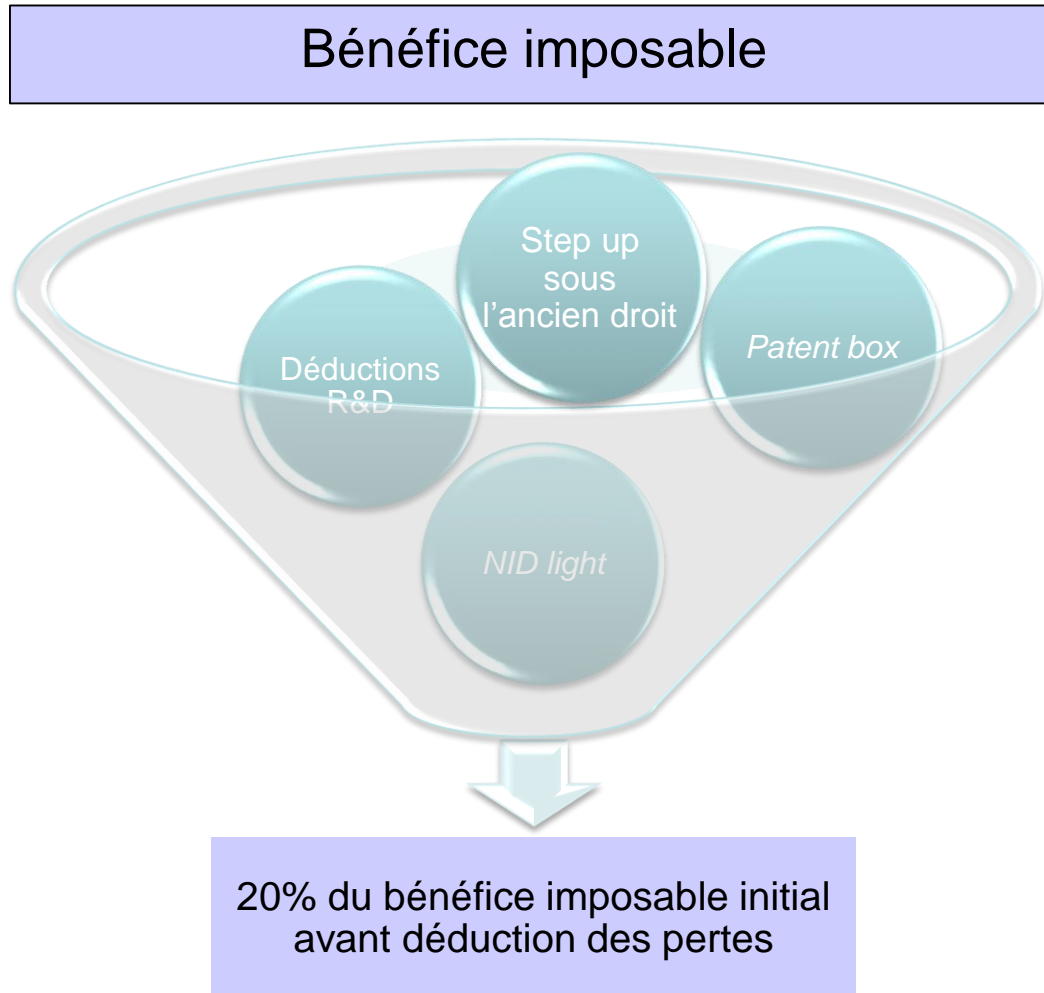 Bénéfice imposable
Step up
sous
l’ancien droit
Patent box
Déductions
R&D
NID light
20% du bénéfice imposable initial
avant déduction des pertes